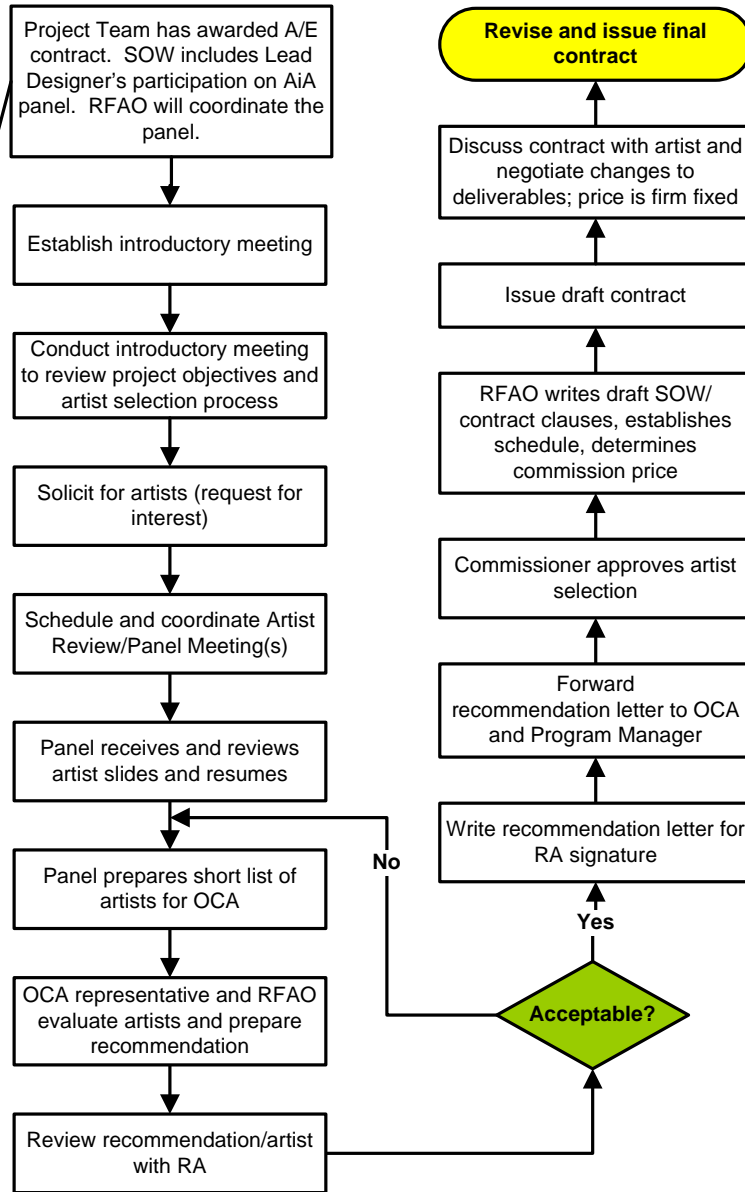 Project Team has awarded A/E
contract.  SOW includes Lead
Designer's participation on AiA
panel.  RFAO will coordinate the
panel.
Establish introductory meeting
Conduct introductory meeting
to review project objectives and
artist selection process
Solicit for artists (request for
interest)
Schedule and coordinate Artist
Review/Panel Meeting(s)
Panel receives and reviews
artist slides and resumes
Panel prepares short list of
artists for OCA
OCA representative and RFAO
evaluate artists and prepare
recommendation
Review recommendation/artist
with RA
Acceptable?
No
Yes
Write recommendation letter for
RA signature
Forward
recommendation letter to OCA
and Program Manager
Commissioner approves artist
selection
RFAO writes draft SOW/
contract clauses, establishes
schedule, determines
commission price
Issue draft contract
Discuss contract with artist and
negotiate changes to
deliverables; price is firm fixed
Revise and issue final
contract